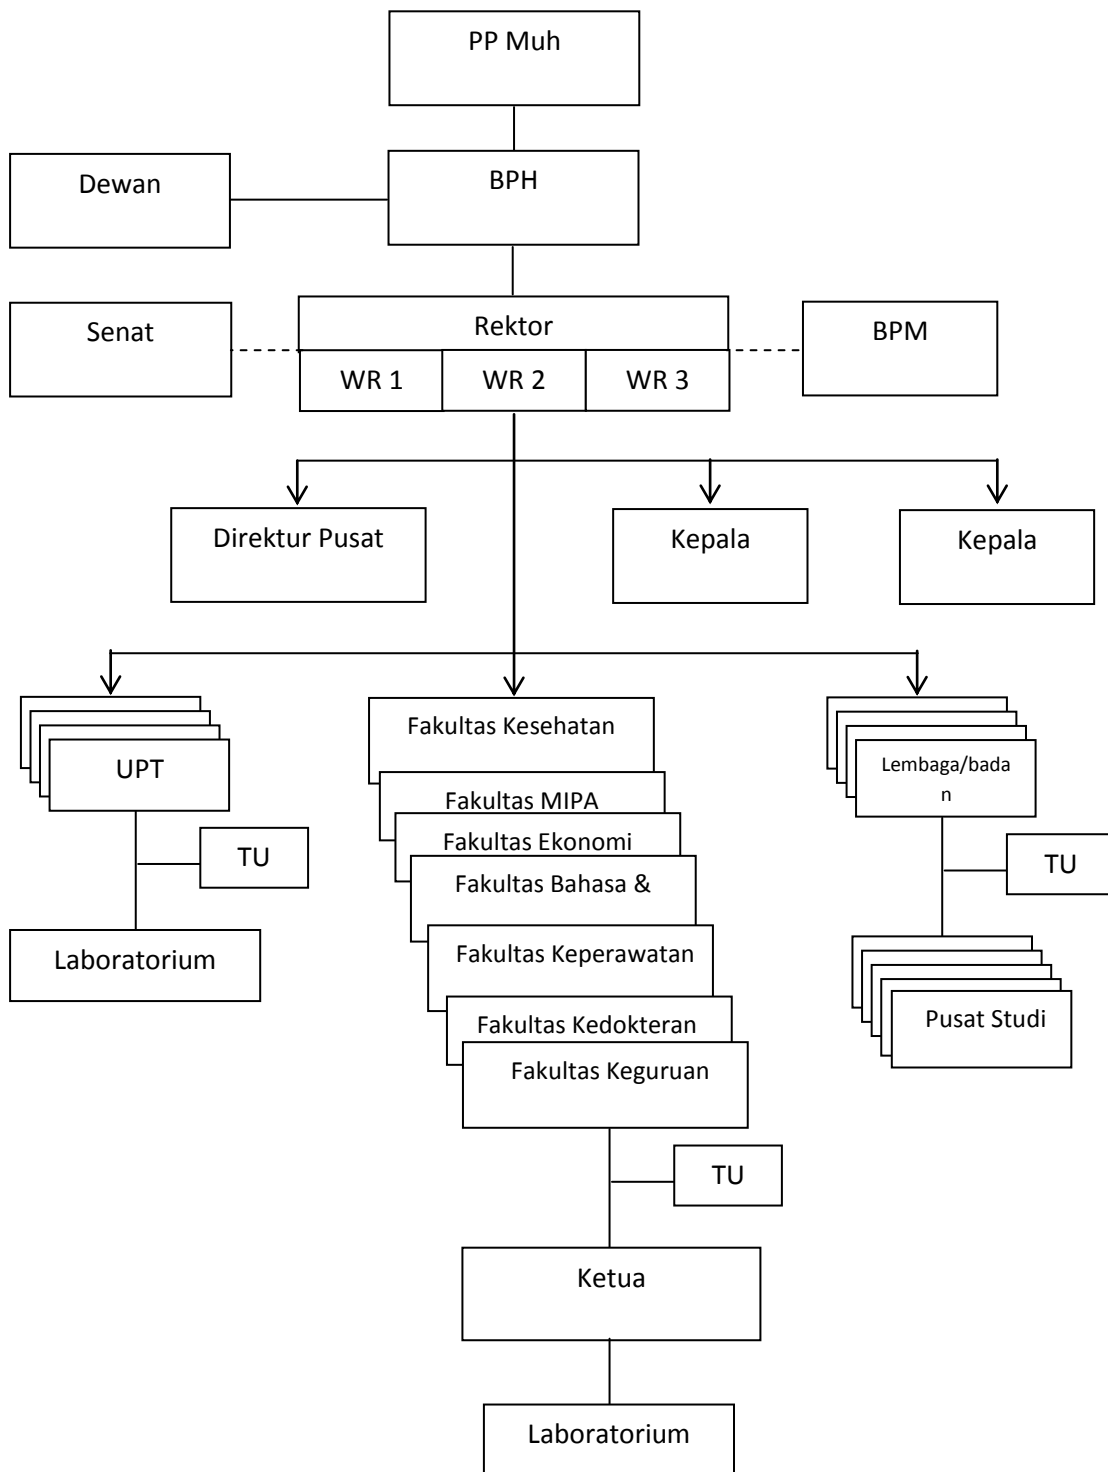 PP Muh
Dewan
BPH
Senat
Rektor
BPM
WR 1
WR 2
WR 3
Direktur Pusat
Kepala
Kepala
Fakultas Kesehatan
UPT
Lembaga/bada
n
Fakultas MIPA
Fakultas Ekonomi
TU
TU
Fakultas Bahasa &
Fakultas Keperawatan
Laboratorium
Fakultas Kedokteran
Pusat Studi
Fakultas Keguruan
TU
Ketua
Laboratorium